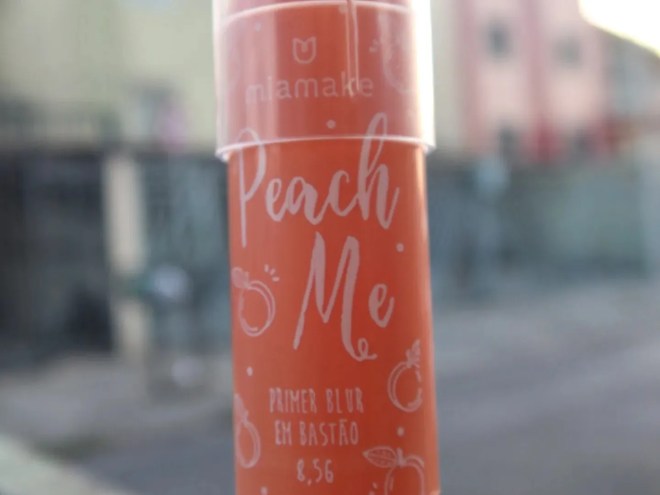 miamake
Peach
Me
PRIMER BLUR
EM BASTÃO
8,5G